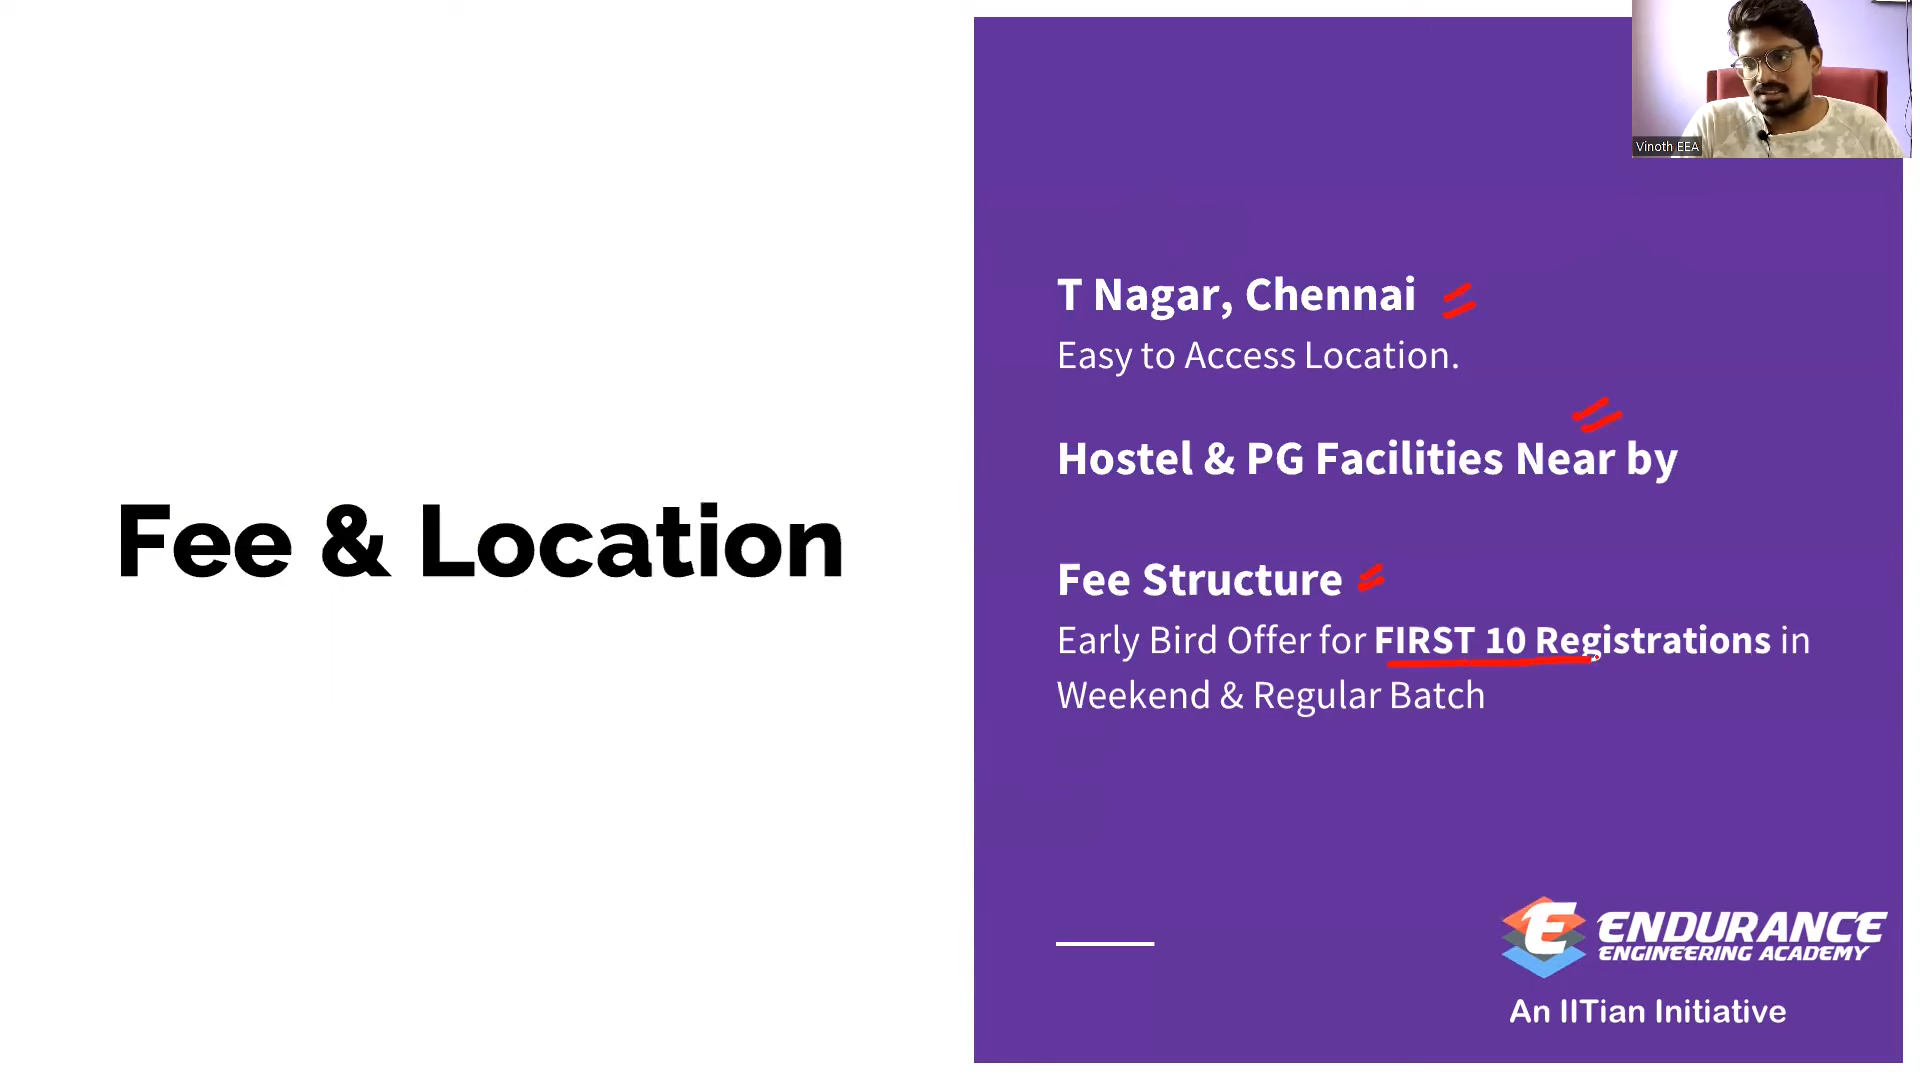 Vinoth EEA
Fee & Location
T Nagar, Chennai
Easy to Access Location.
Hostel & PG Facilities Near by
Fee Structure
Early Bird Offer for FIRST 10 Registrations in
Weekend & Regular Batch
E ENDURANCE
ENGINEERING ACADEMY
An IITian Initiative